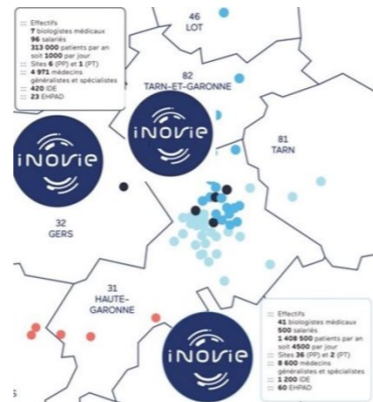 :: Effectifs
7 biologistes médicaux
96 salariés
313 000 patients par an
soit 1000 par jour
:: Sites 6 (PP) et 1 (PT)
:: 4 971 médecins
généralistes et spécialistes
:: 420 IDE
:: 23 EHPAD
46
LOT
82
TARN-ET-GARONNE
iNOVie
81
TARN
iNOVie
32
GERS
31
HAUTE-
GARONNE
iNOVie
:: Effectifs
41 biologistes médicaux
500 salariés
1 408 500 patients par an
soit 4500 par jour
:: Sites 36 (PP) et 2 (PT)
:: 8 600 médecins
généralistes et spécialistes
:: 1 200 IDE
:: 60 EHPAD
S